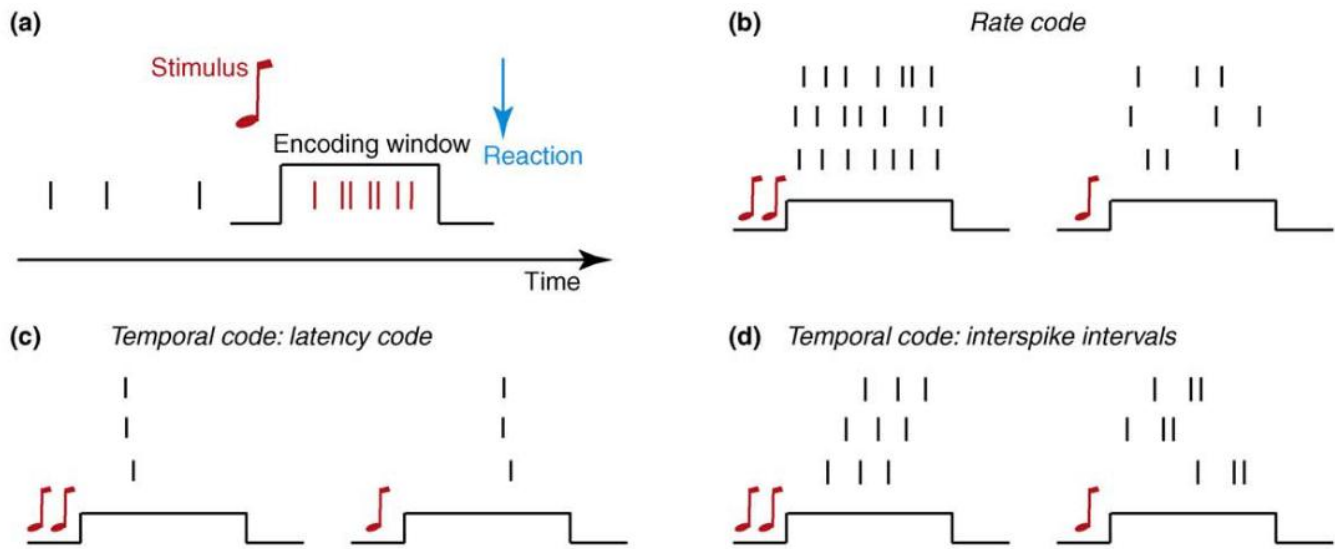 (a)
Stimulus
Encoding window
Reaction
Time
(b) Rate code
(c) Temporal code: latency code
(d) Temporal code: interspike intervals